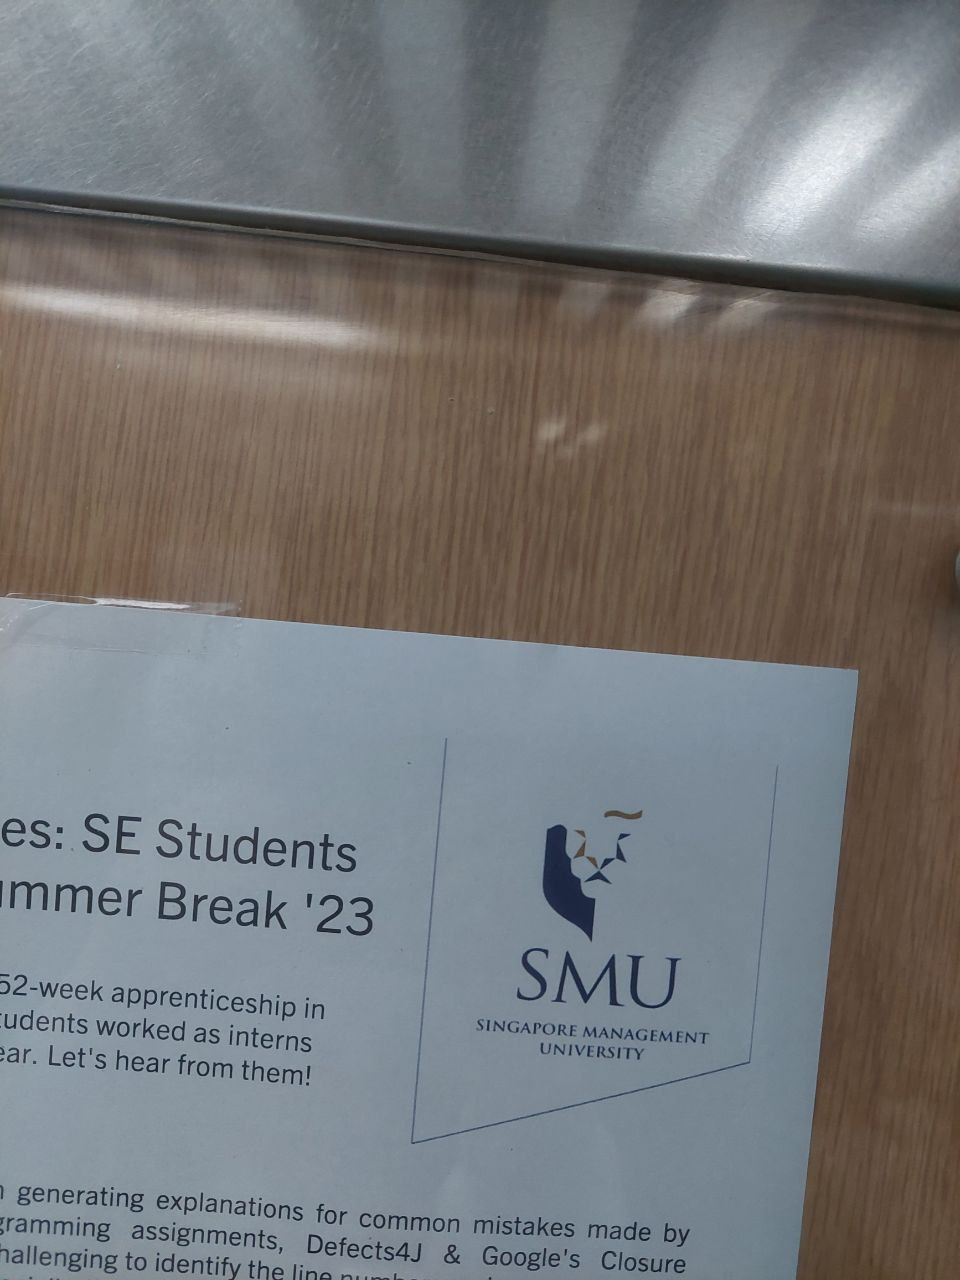 es: SE Students
ummer Break '23
52-week apprenticeship in
tudents worked as interns
ear. Let's hear from them!
SMU
SINGAPORE MANAGEMENT
UNIVERSITY
generating explanations for common mistakes made by
gramming assignments, Defects4J & Google's Closure
hallenging to identify the line